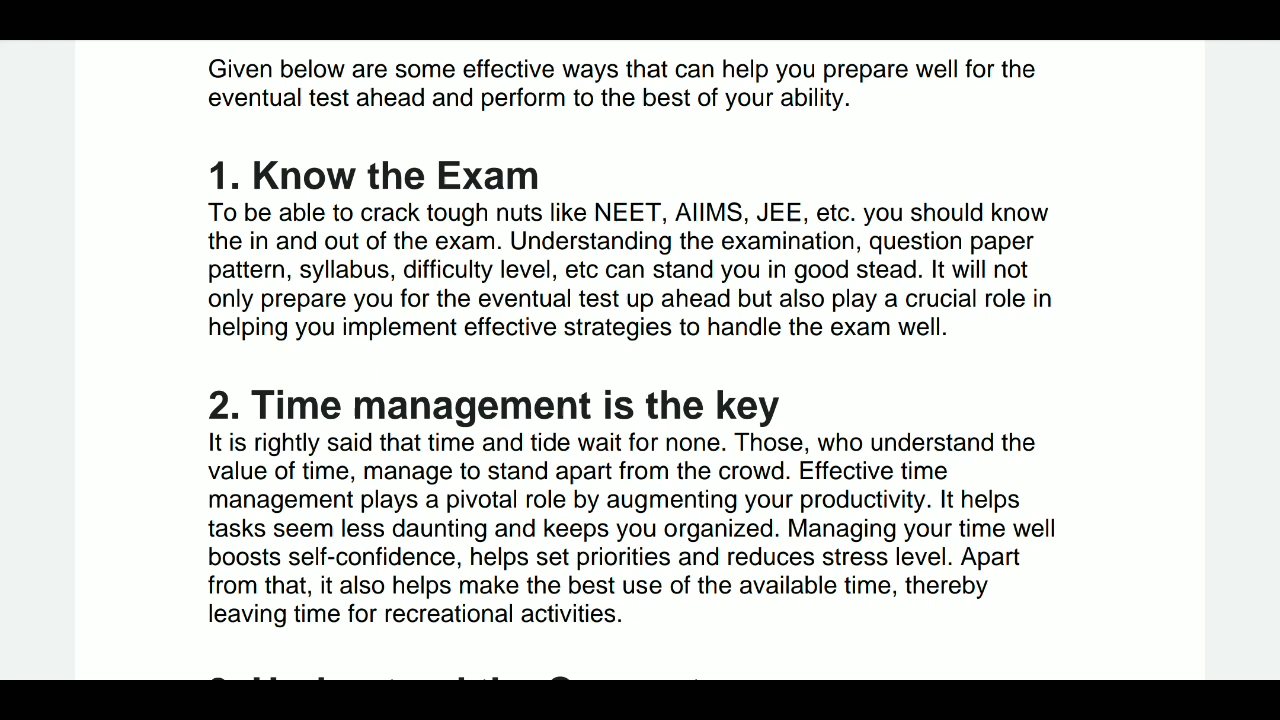 Given below are some effective ways that can help you prepare well for the
eventual test ahead and perform to the best of your ability.
1. Know the Exam
To be able to crack tough nuts like NEET, AIIMS, JEE, etc. you should know
the in and out of the exam. Understanding the examination, question paper
pattern, syllabus, difficulty level, etc can stand you in good stead. It will not
only prepare you for the eventual test up ahead but also play a crucial role in
helping you implement effective strategies to handle the exam well.
2. Time management is the key
It is rightly said that time and tide wait for none. Those, who understand the
value of time, manage to stand apart from the crowd. Effective time
management plays a pivotal role by augmenting your productivity. It helps
tasks seem less daunting and keeps you organized. Managing your time well
boosts self-confidence, helps set priorities and reduces stress level. Apart
from that, it also helps make the best use of the available time, thereby
leaving time for recreational activities.